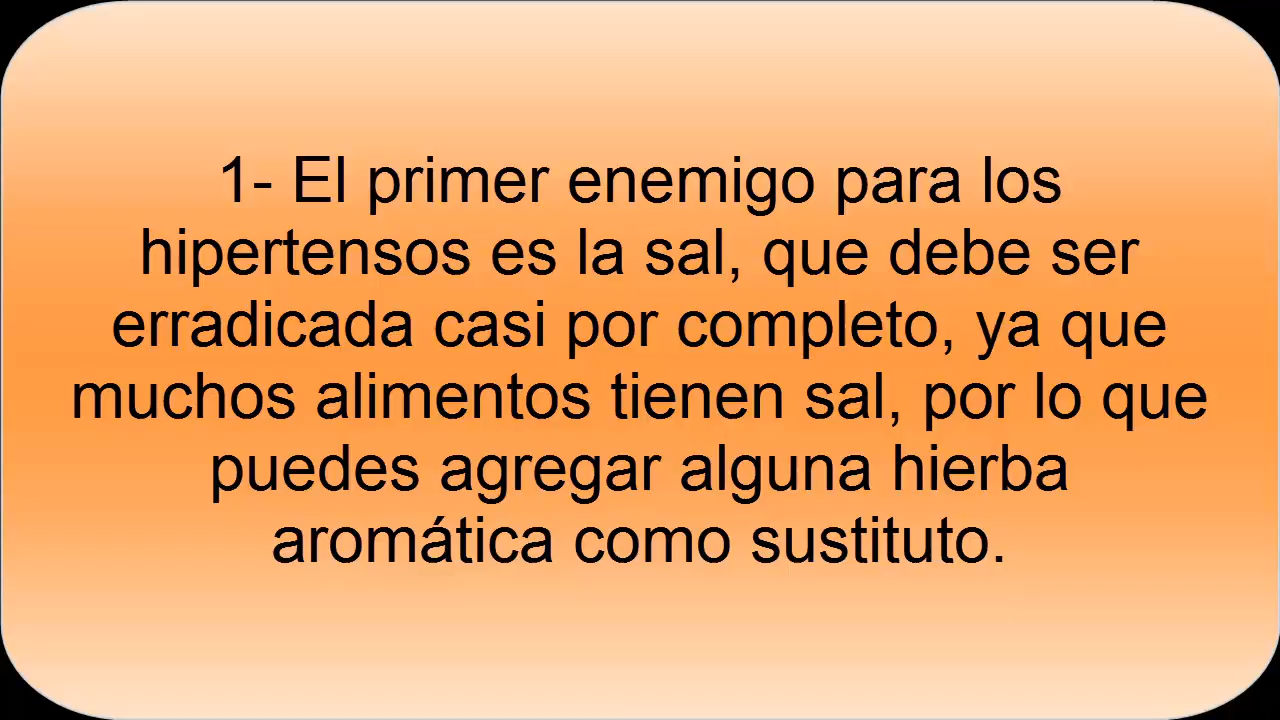 1- El primer enemigo para los
hipertensos es la sal, que debe ser
erradicada casi por completo, ya que
muchos alimentos tienen sal, por lo que
puedes agregar alguna hierba
aromática como sustituto.